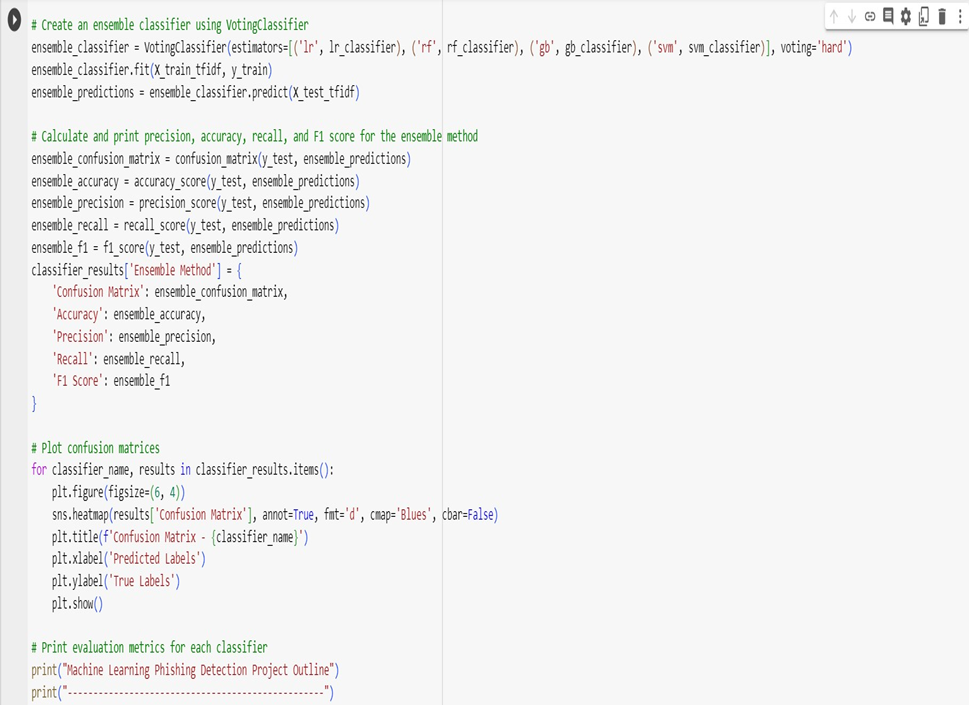 # Create an ensemble classifier using VotingClassifier
ensemble_classifier = VotingClassifier(estimators=[('lr', lr_classifier), ('rf', rf_classifier), ('gb', gb_classifier), ('svm', svm_classifier)], voting='hard')
ensemble_classifier.fit(X_train_tfidf, y_train)
ensemble_predictions = ensemble_classifier.predict(X_test_tfidf)
# Calculate and print precision, accuracy, recall, and F1 score for the ensemble method
ensemble_confusion_matrix = confusion_matrix(y_test, ensemble_predictions)
ensemble_accuracy = accuracy_score(y_test, ensemble_predictions)
ensemble_precision = precision_score(y_test, ensemble_predictions)
ensemble_recall = recall_score(y_test, ensemble_predictions)
ensemble_f1 = f1_score(y_test, ensemble_predictions)
classifier_results['Ensemble Method'] = {
    'Confusion Matrix': ensemble_confusion_matrix,
    'Accuracy': ensemble_accuracy,
    'Precision': ensemble_precision,
    'Recall': ensemble_recall,
    'F1 Score': ensemble_f1
}
# Plot confusion matrices
for classifier_name, results in classifier_results.items():
    plt.figure(figsize=(6, 4))
    sns.heatmap(results['Confusion Matrix'], annot=True, fmt='d', cmap='Blues', cbar=False)
    plt.title(f'Confusion Matrix - {classifier_name}')
    plt.xlabel('Predicted Labels')
    plt.ylabel('True Labels')
    plt.show()
# Print evaluation metrics for each classifier
print("Machine Learning Phishing Detection Project Outline")
print("--------------------------------------------------")